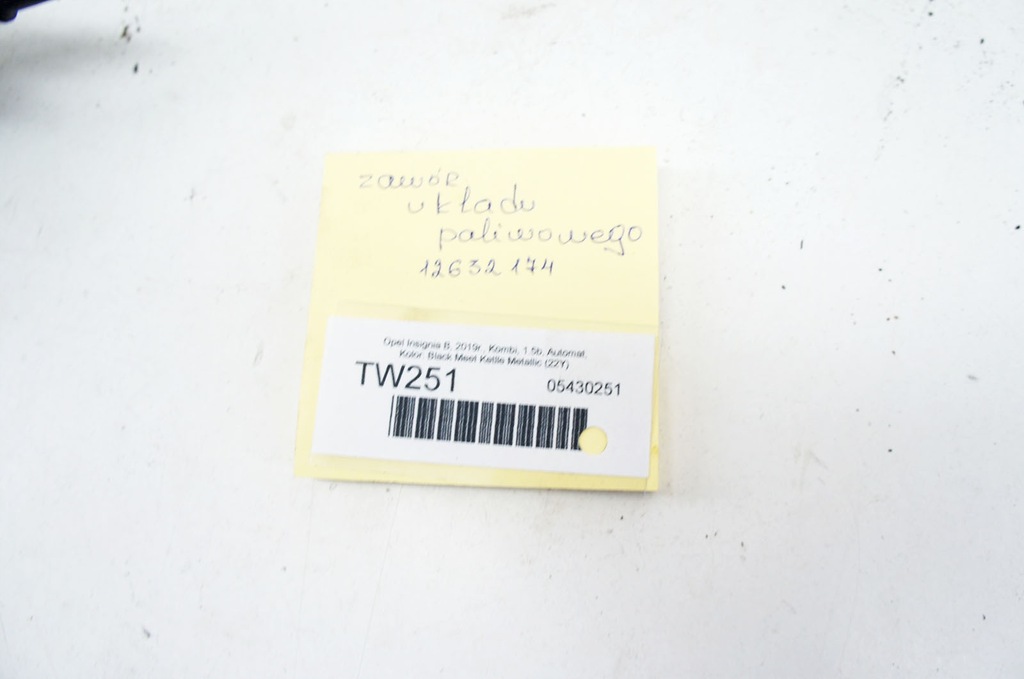 zawór
układu
paliwowego
12632174
Opel Insignia B, 2019r., Kombi, 1.5b, Automat,
Kolor: Black Meet Kettle Metallic (22Y)
TW251 05430251